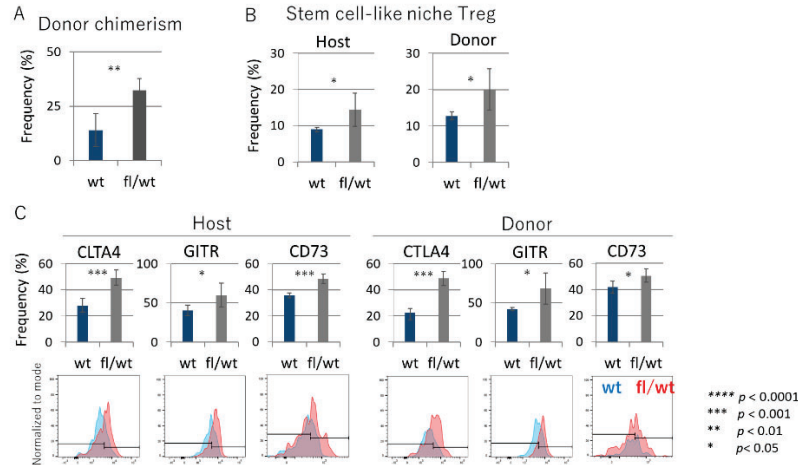 A
Donor chimerism
Frequency (%)
50
25
0
**
wt fl/wt
B
Stem cell-like niche Treg
Host Donor
Frequency (%)
30
20
10
0
*
wt fl/wt
30
20
10
0
*
wt fl/wt
C
Host Donor
CLTA4 GITR CD73 CTLA4 GITR CD73
Frequency (%)
60
40
20
0
***
wt fl/wt
100
50
0
*
wt fl/wt
60
40
20
0
***
wt fl/wt
60
40
20
0
***
wt fl/wt
100
50
0
*
wt fl/wt
60
40
20
0
*
wt fl/wt
Normalized to mode
wt fl/wt
**** p < 0.0001
*** p < 0.001
** p < 0.01
* p< 0.05